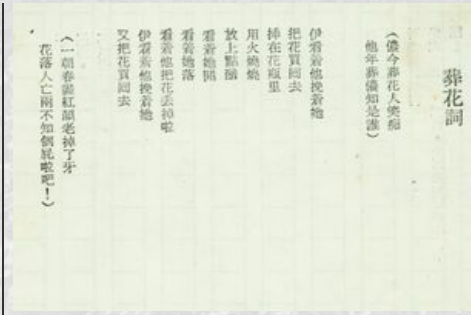 葬花詞
(儂今葬花人笑痴
他年葬儂知是誰)
伊看着他挽着她
把花買回去
挿在花瓶里
用火燒燒
放上點鹽
看着她開
看着她落
看着他把花丟掉啦
伊看着他挽着她
又把花買回去
(一朝春盡紅顏老掉了牙
花落人亡兩不知個屁啦吧!)